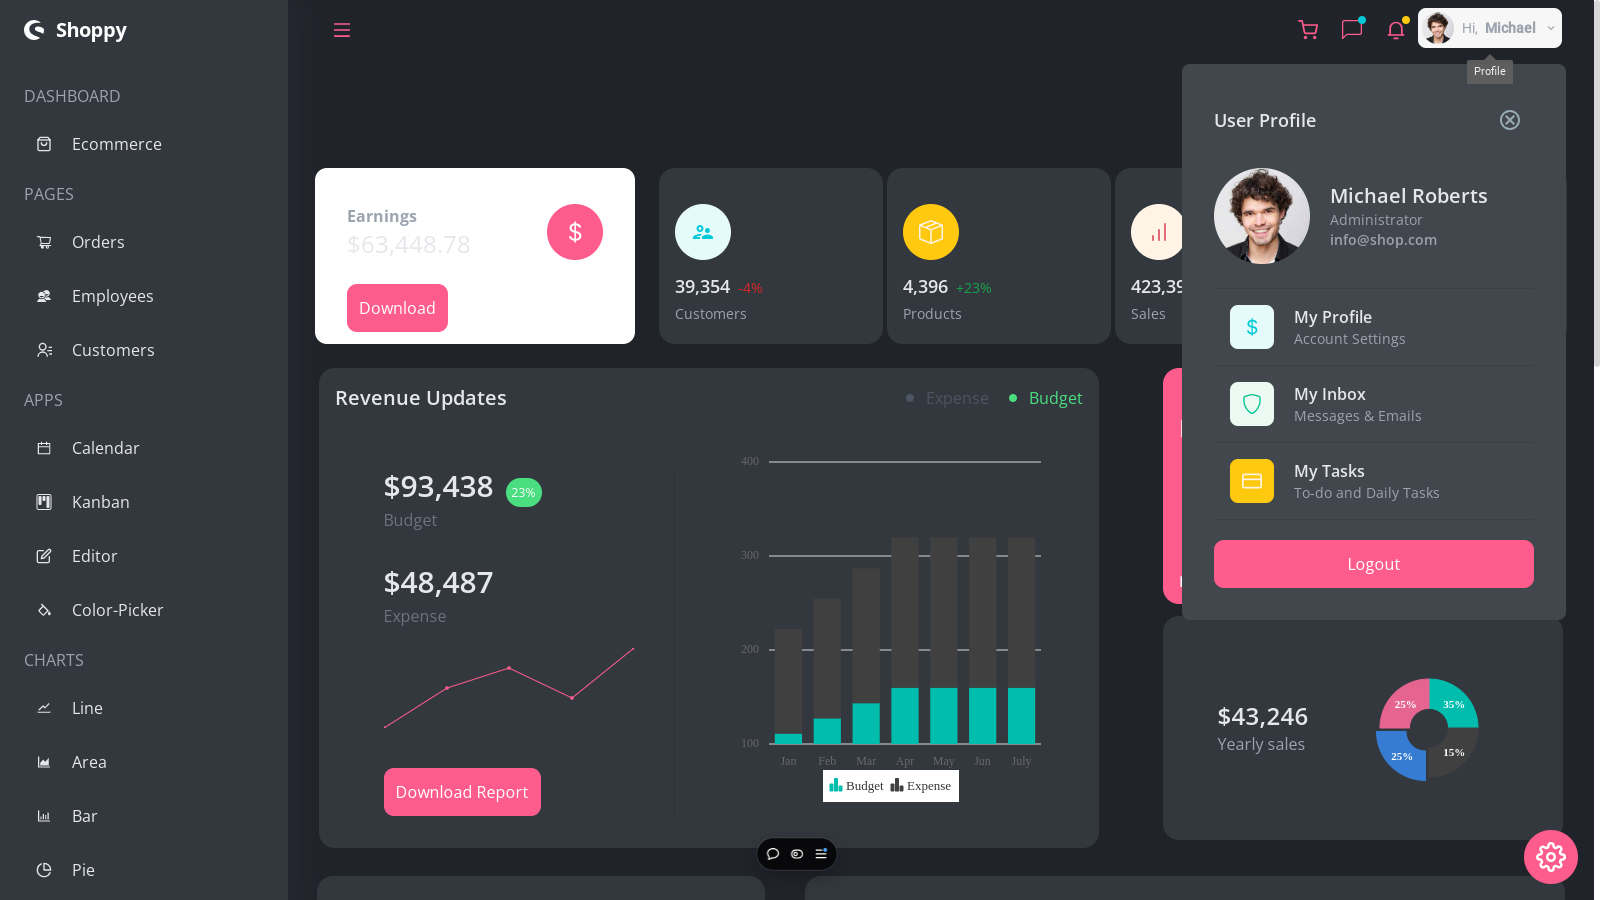 Shoppy
DASHBOARD
Ecommerce
PAGES
Orders
Employees
Customers
APPS
Calendar
Kanban
Editor
Color-Picker
CHARTS
Line
Area
Bar
Pie
Hi, Michael
Profile
Earnings
$63,448.78
Download
39,354 -4%
Customers
4,396 +23%
Products
423,39
Sales
Revenue Updates
Expense
Budget
$93,438 23%
Budget
$48,487
Expense
Download Report
400
300
200
100
Jan Feb Mar Apr May Jun July
Budget Expense
User Profile
Michael Roberts
Administrator
info@shop.com
My Profile
Account Settings
My Inbox
Messages & Emails
My Tasks
To-do and Daily Tasks
Logout
$43,246
Yearly sales
25% 35%
25% 15%